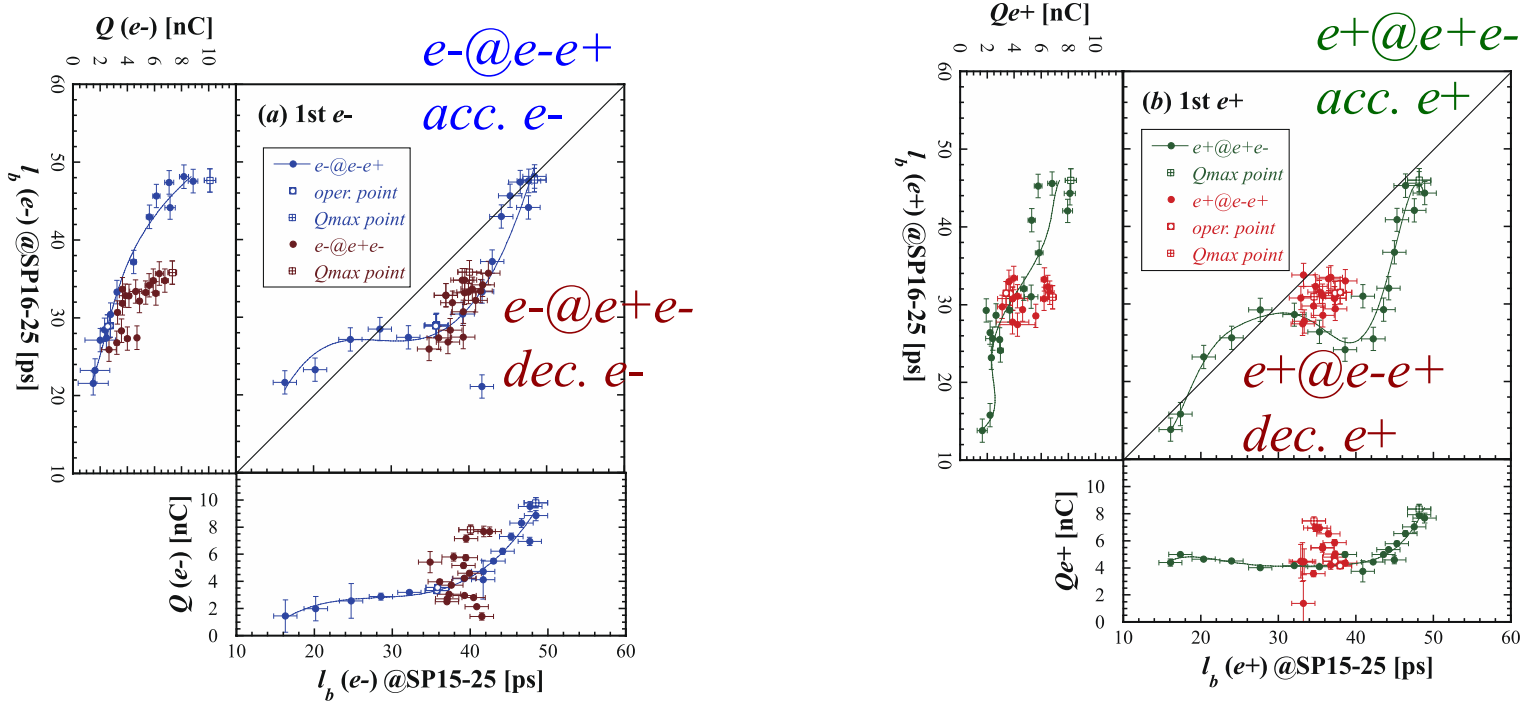 Q (e-) [nC]
0 2 4 6 8 10
e-@e-e+
acc. e-
l_b (e-) @SP16-25 [ps]
60
50
40
30
20
10
(a) 1st e-
e-@e-e+
oper. point
Qmax point
e-@e+e-
Qmax point
e-@e+e-
dec. e-
Q (e-) [nC]
10
8
6
4
2
0
10 20 30 40 50 60
l_b (e-) @SP15-25 [ps]
Qe+ [nC]
0 2 4 6 8 10
e+@e+e-
acc. e+
l_b (e+) @SP16-25 [ps]
60
50
40
30
20
10
(b) 1st e+
e+@e+e-
Qmax point
e+@e-e+
oper. point
Qmax point
e+@e-e+
dec. e+
Qe+ [nC]
10
8
6
4
2
0
10 20 30 40 50 60
l_b (e+) @SP15-25 [ps]